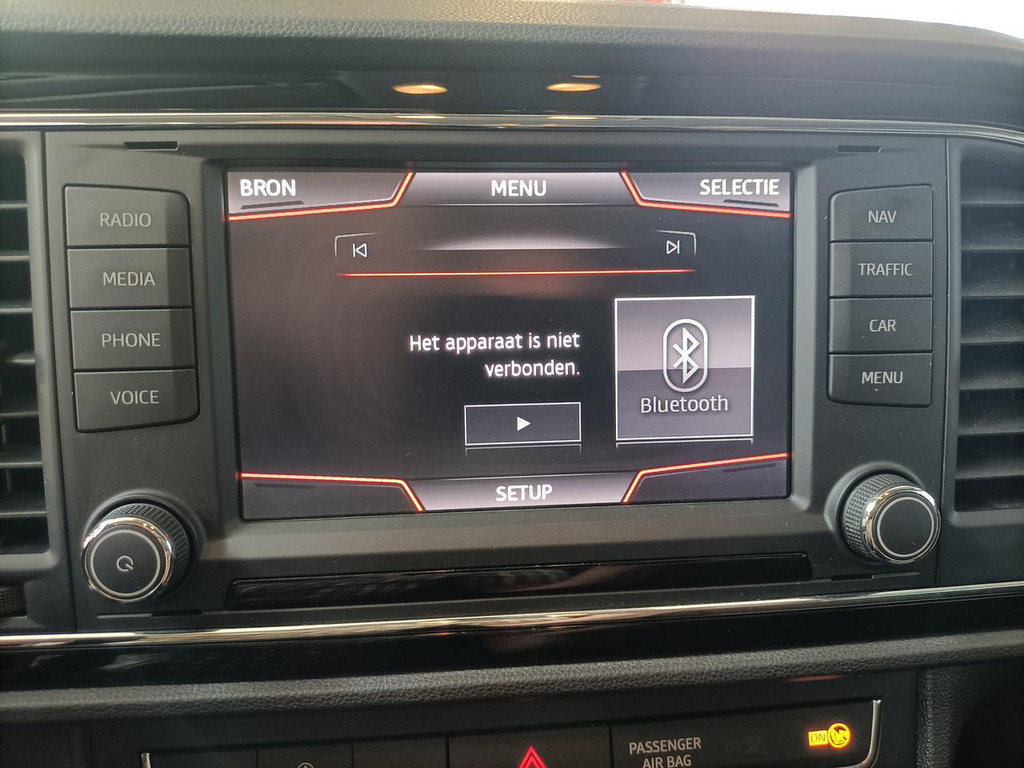 BRON MENU SELECTIE
RADIO
MEDIA
PHONE
VOICE
Het apparaat is niet
verbonden.
Bluetooth
SETUP
NAV
TRAFFIC
CAR
MENU
PASSENGER
AIR BAG
ON